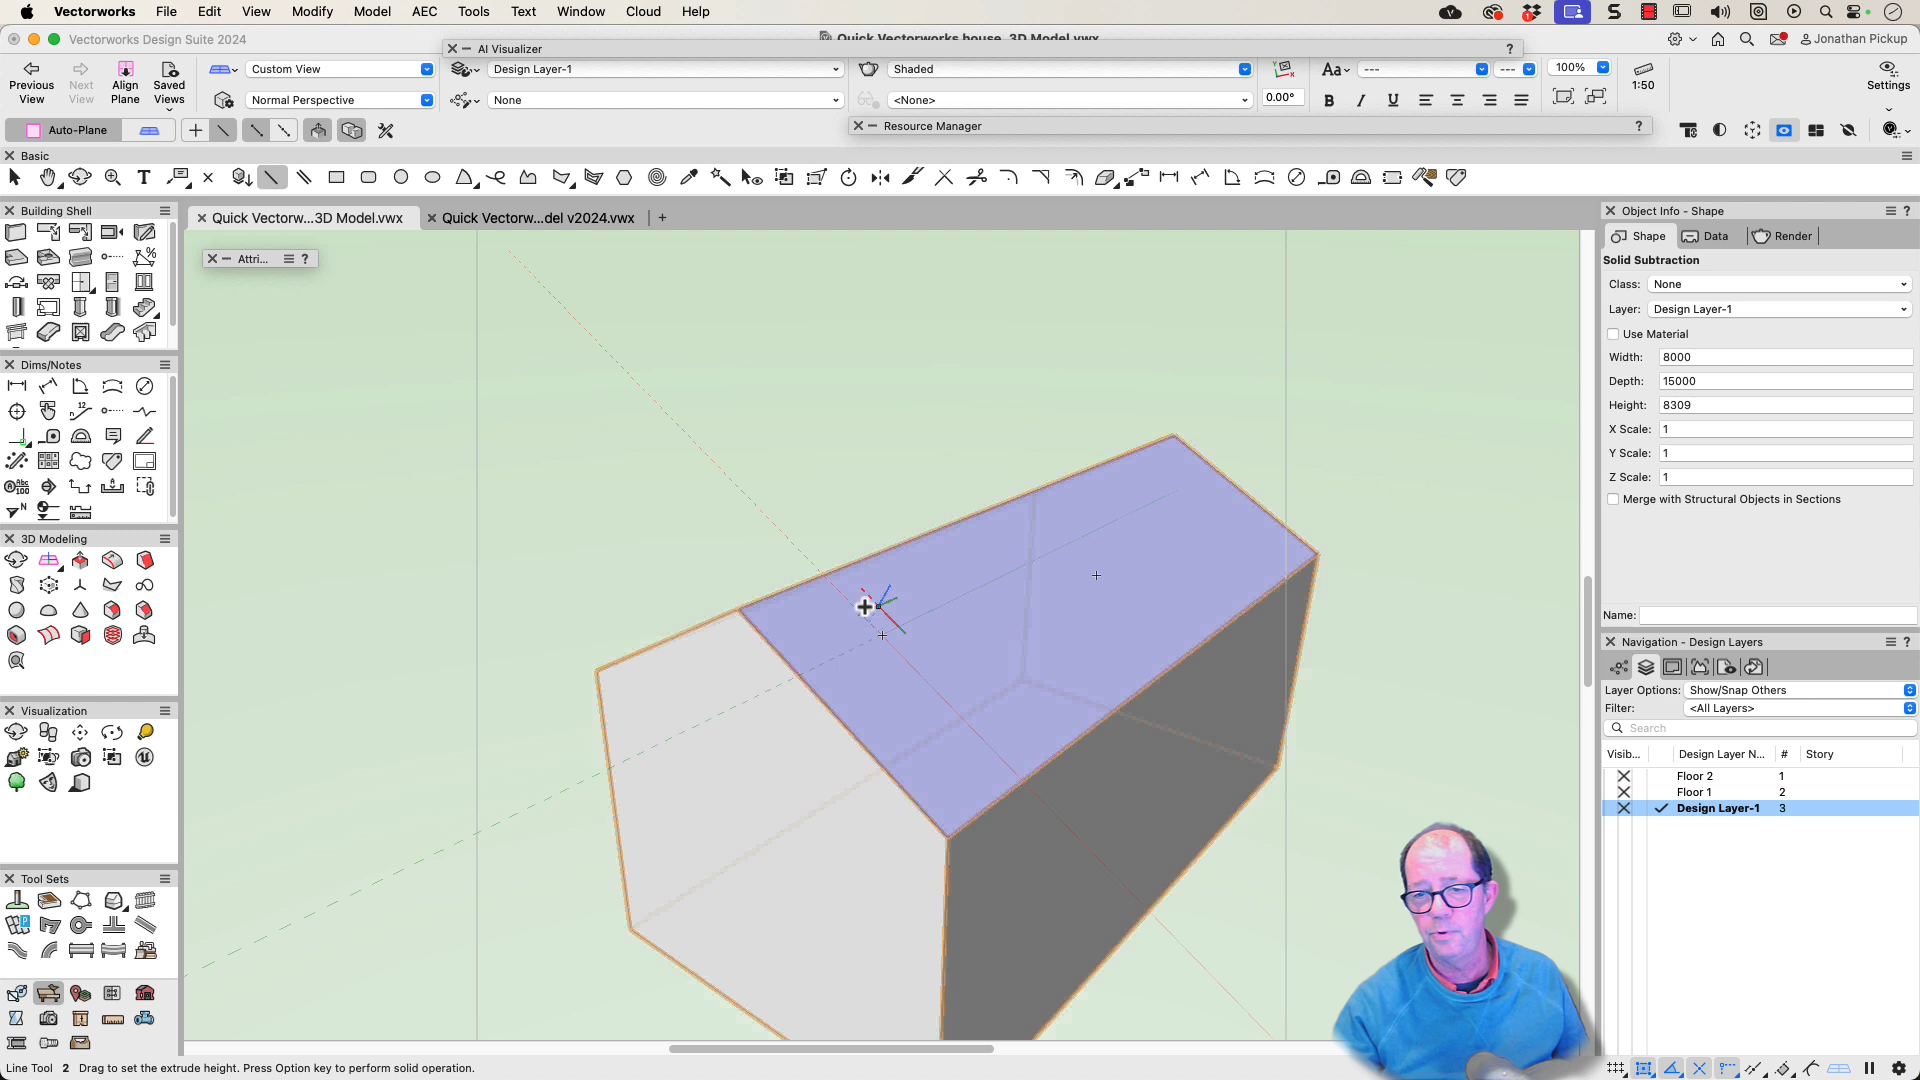 Vectorworks File Edit View Modify Model AEC Tools Text Window Cloud Help
Vectorworks Design Suite 2024
Quick Vectorworks house_3D Model.vwx
Jonathan Pickup
AI Visualizer ?
Previous View
Next View
Align Plane
Saved Views
Custom View
Normal Perspective
Design Layer-1
None
Shaded
<None>
0.00°
Aa
---
---
100%
1:50
B I U
Settings
Auto-Plane
Resource Manager ?
Basic
Building Shell
Quick Vectorw...3D Model.vwx
Quick Vectorw...del v2024.vwx
+
Attri... ?
Dims/Notes
3D Modeling
Visualization
Tool Sets
Object Info - Shape ?
Shape Data Render
Solid Subtraction
Class: None
Layer: Design Layer-1
Use Material
Width: 8000
Depth: 15000
Height: 8309
X Scale: 1
Y Scale: 1
Z Scale: 1
Merge with Structural Objects in Sections
Name:
Navigation - Design Layers ?
Layer Options: Show/Snap Others
Filter: <All Layers>
Search
Visib... Design Layer N... # Story
Floor 2 1
Floor 1 2
Design Layer-1 3
Line Tool 2 Drag to set the extrude height. Press Option key to perform solid operation.